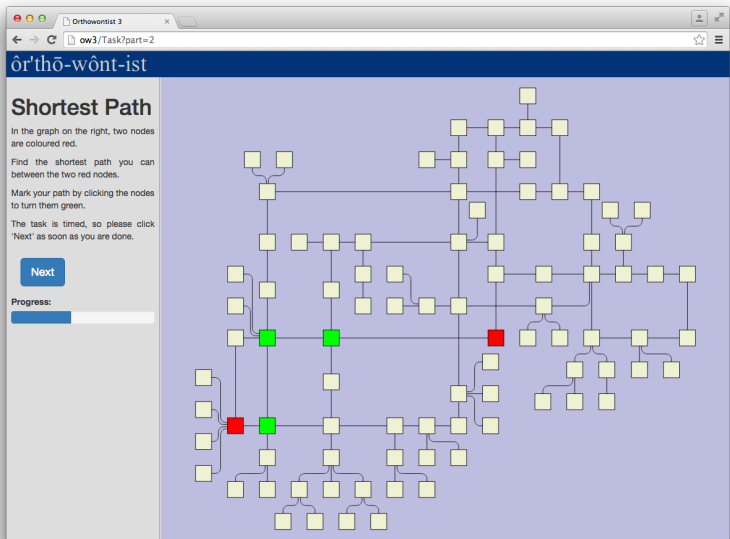 Orthowontist 3
ow3/Task?part=2
ôr'thō-wônt-ist
Shortest Path
In the graph on the right, two nodes
are coloured red.
Find the shortest path you can
between the two red nodes.
Mark your path by clicking the nodes
to turn them green.
The task is timed, so please click
'Next' as soon as you are done.
Next
Progress: